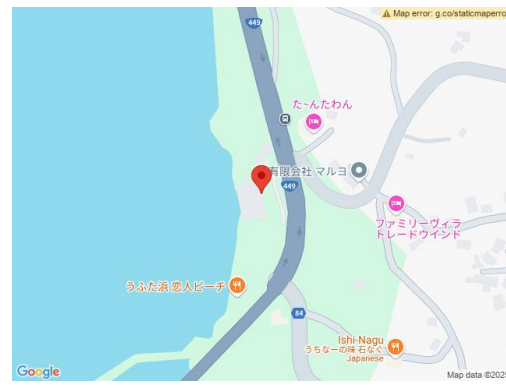 Map error: g.co/staticmaperro
449
た～んたわん
有限会社 マルヨ
449
ファミリーヴィラ
トレードウインド
うふた浜 恋人ビーチ
84
Ishi-Nagu
うちなーの味 石なぐ
Japanese
Google
Map data ©2025